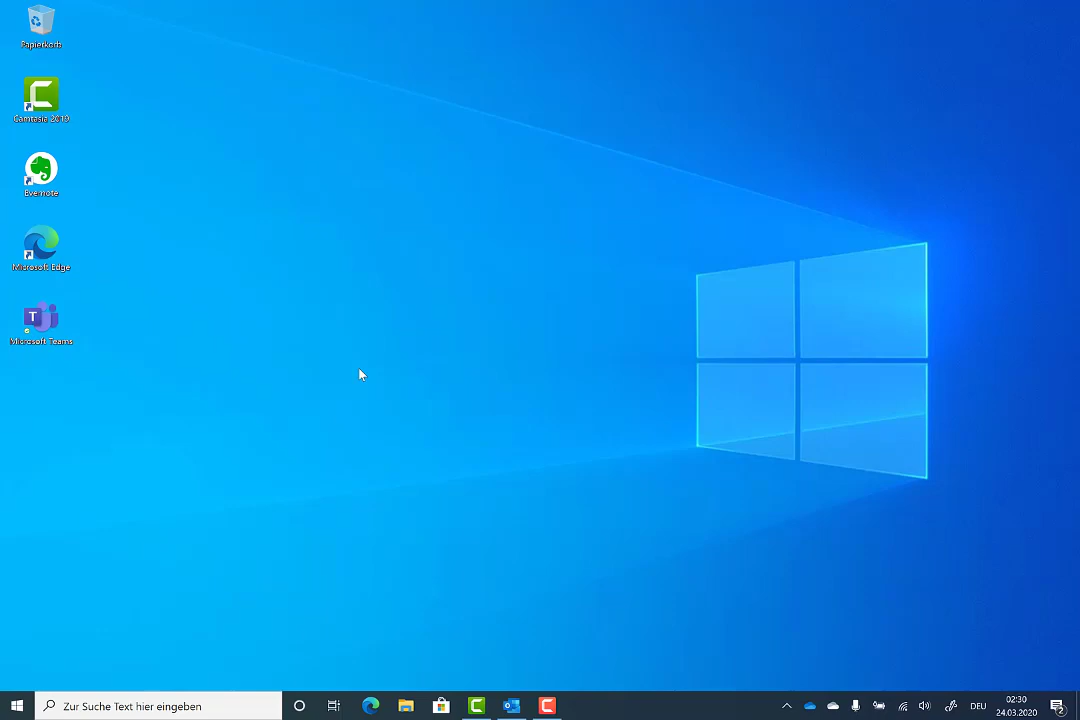 Papierkorb
Camtasia 2019
Evernote
Microsoft Edge
T
Microsoft Teams
Zur Suche Text hier eingeben
DEU
02:30
24.03.2020
2